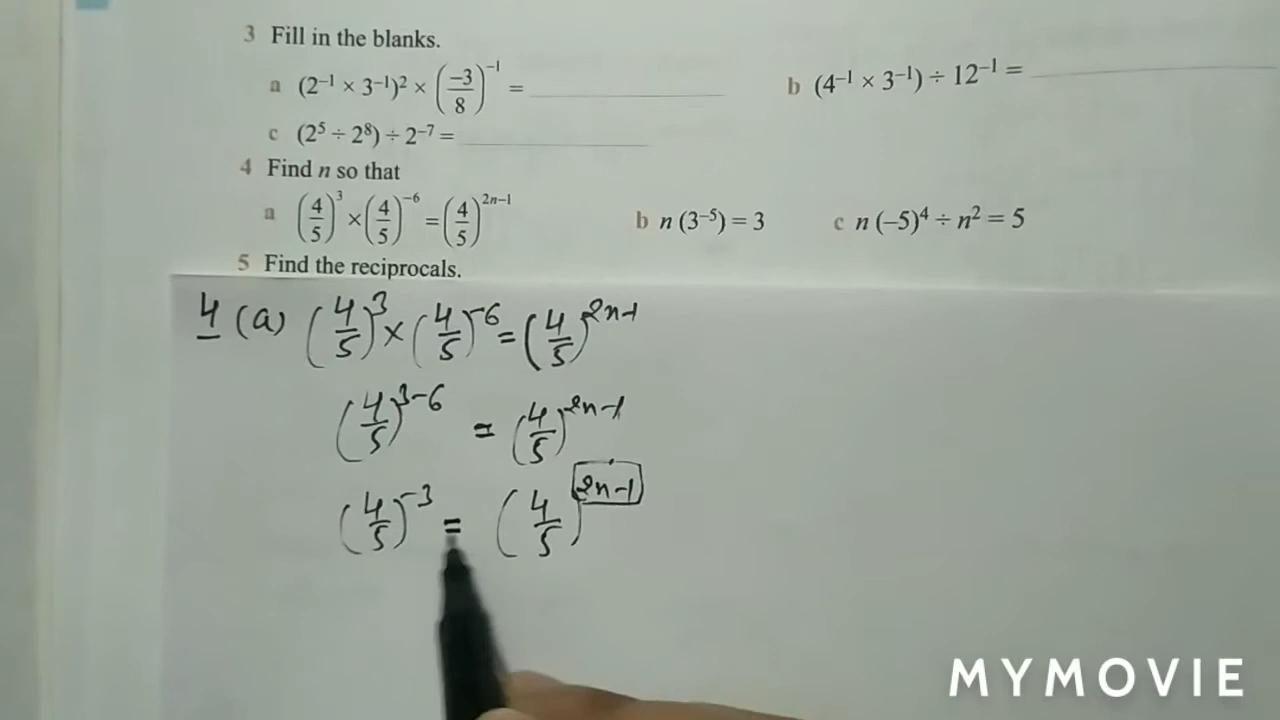 3 Fill in the blanks.
a (2⁻¹ × 3⁻¹)² × (−3/8)⁻¹ = ______ b (4⁻¹ × 3⁻¹) ÷ 12⁻¹ = ______
c (2⁵ ÷ 2⁸) ÷ 2⁻⁷ = ______
4 Find n so that
a (4/5)³ × (4/5)⁻⁶ = (4/5)²ⁿ⁻¹ b n (3⁻⁵) = 3 c n (−5)⁴ ÷ n² = 5
5 Find the reciprocals.
4 (a) (4/5)³ × (4/5)⁻⁶ = (4/5)²ⁿ⁻¹
(4/5)³⁻⁶ = (4/5)²ⁿ⁻¹
(4/5)⁻³ = (4/5)²ⁿ⁻¹
MYMOVIE